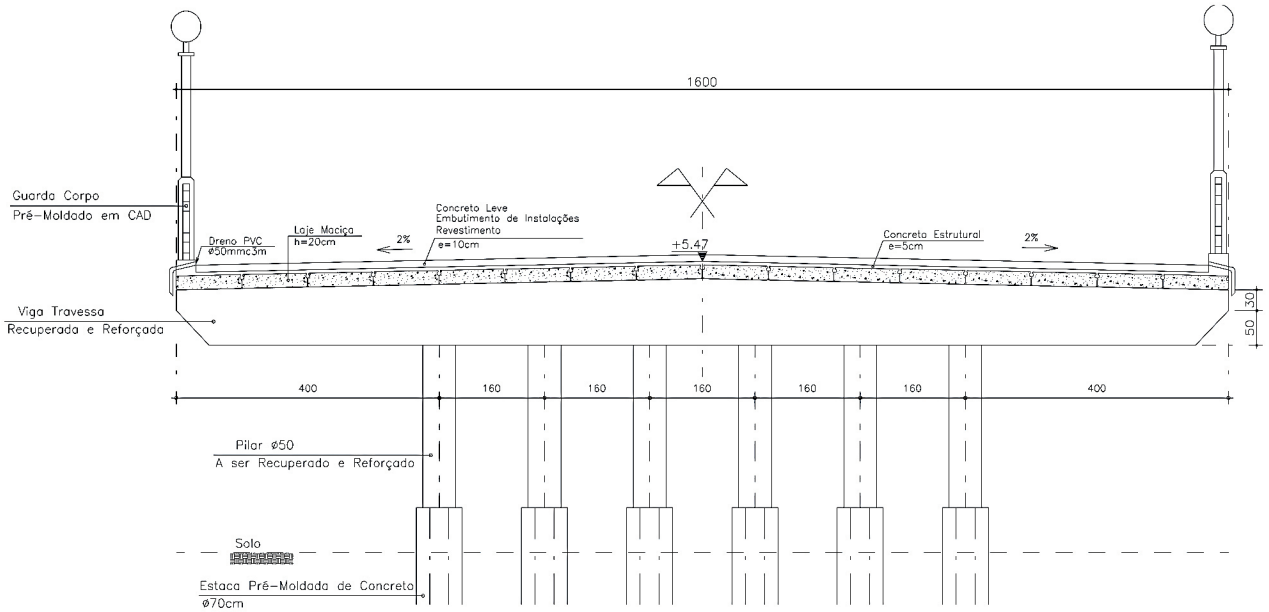 1600
Guarda Corpo
Pré-Moldado em CAD
Dreno PVC
ø50mmc3m
Laje Maciça
h=20cm
2%
Concreto Leve
Embutimento de Instalações
Revestimento
e=10cm
+5.47
Concreto Estrutural
e=5cm
2%
30
50
Viga Travessa
Recuperada e Reforçada
400
160
160
160
160
160
400
Pilar ø50
A ser Recuperado e Reforçado
Solo
Estaca Pré-Moldada de Concreto
ø70cm